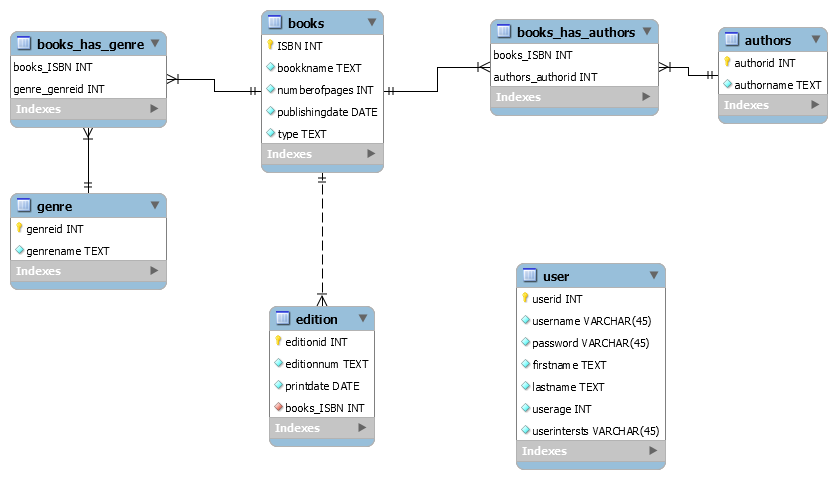 books_has_genre
books_ISBN INT
genre_genreid INT
Indexes
books
ISBN INT
bookkname TEXT
numberofpages INT
publishingdate DATE
type TEXT
Indexes
books_has_authors
books_ISBN INT
authors_authorid INT
Indexes
authors
authorid INT
authorname TEXT
Indexes
genre
genreid INT
genrename TEXT
Indexes
edition
editionid INT
editionnum TEXT
printdate DATE
books_ISBN INT
Indexes
user
userid INT
username VARCHAR(45)
password VARCHAR(45)
firstname TEXT
lastname TEXT
userage INT
userintersts VARCHAR(45)
Indexes